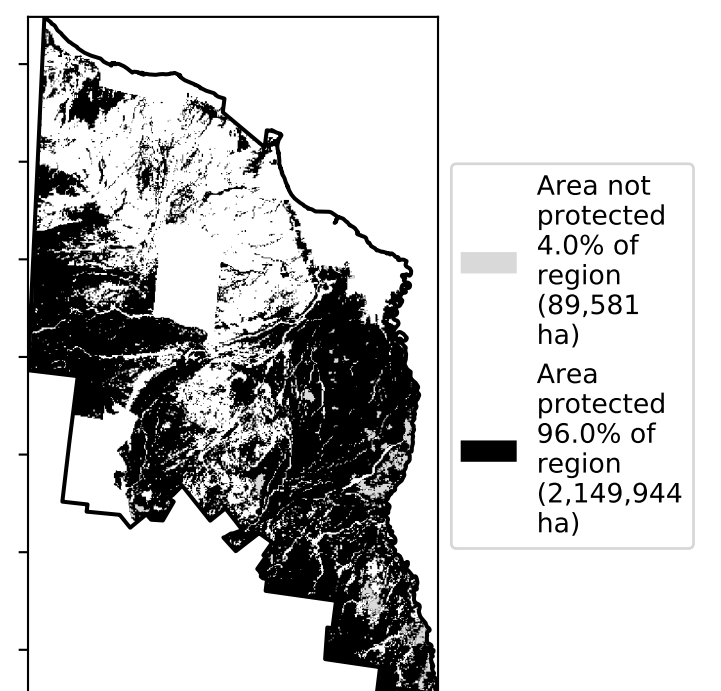 Area not
protected
4.0% of
region
(89,581
ha)
Area
protected
96.0% of
region
(2,149,944
ha)